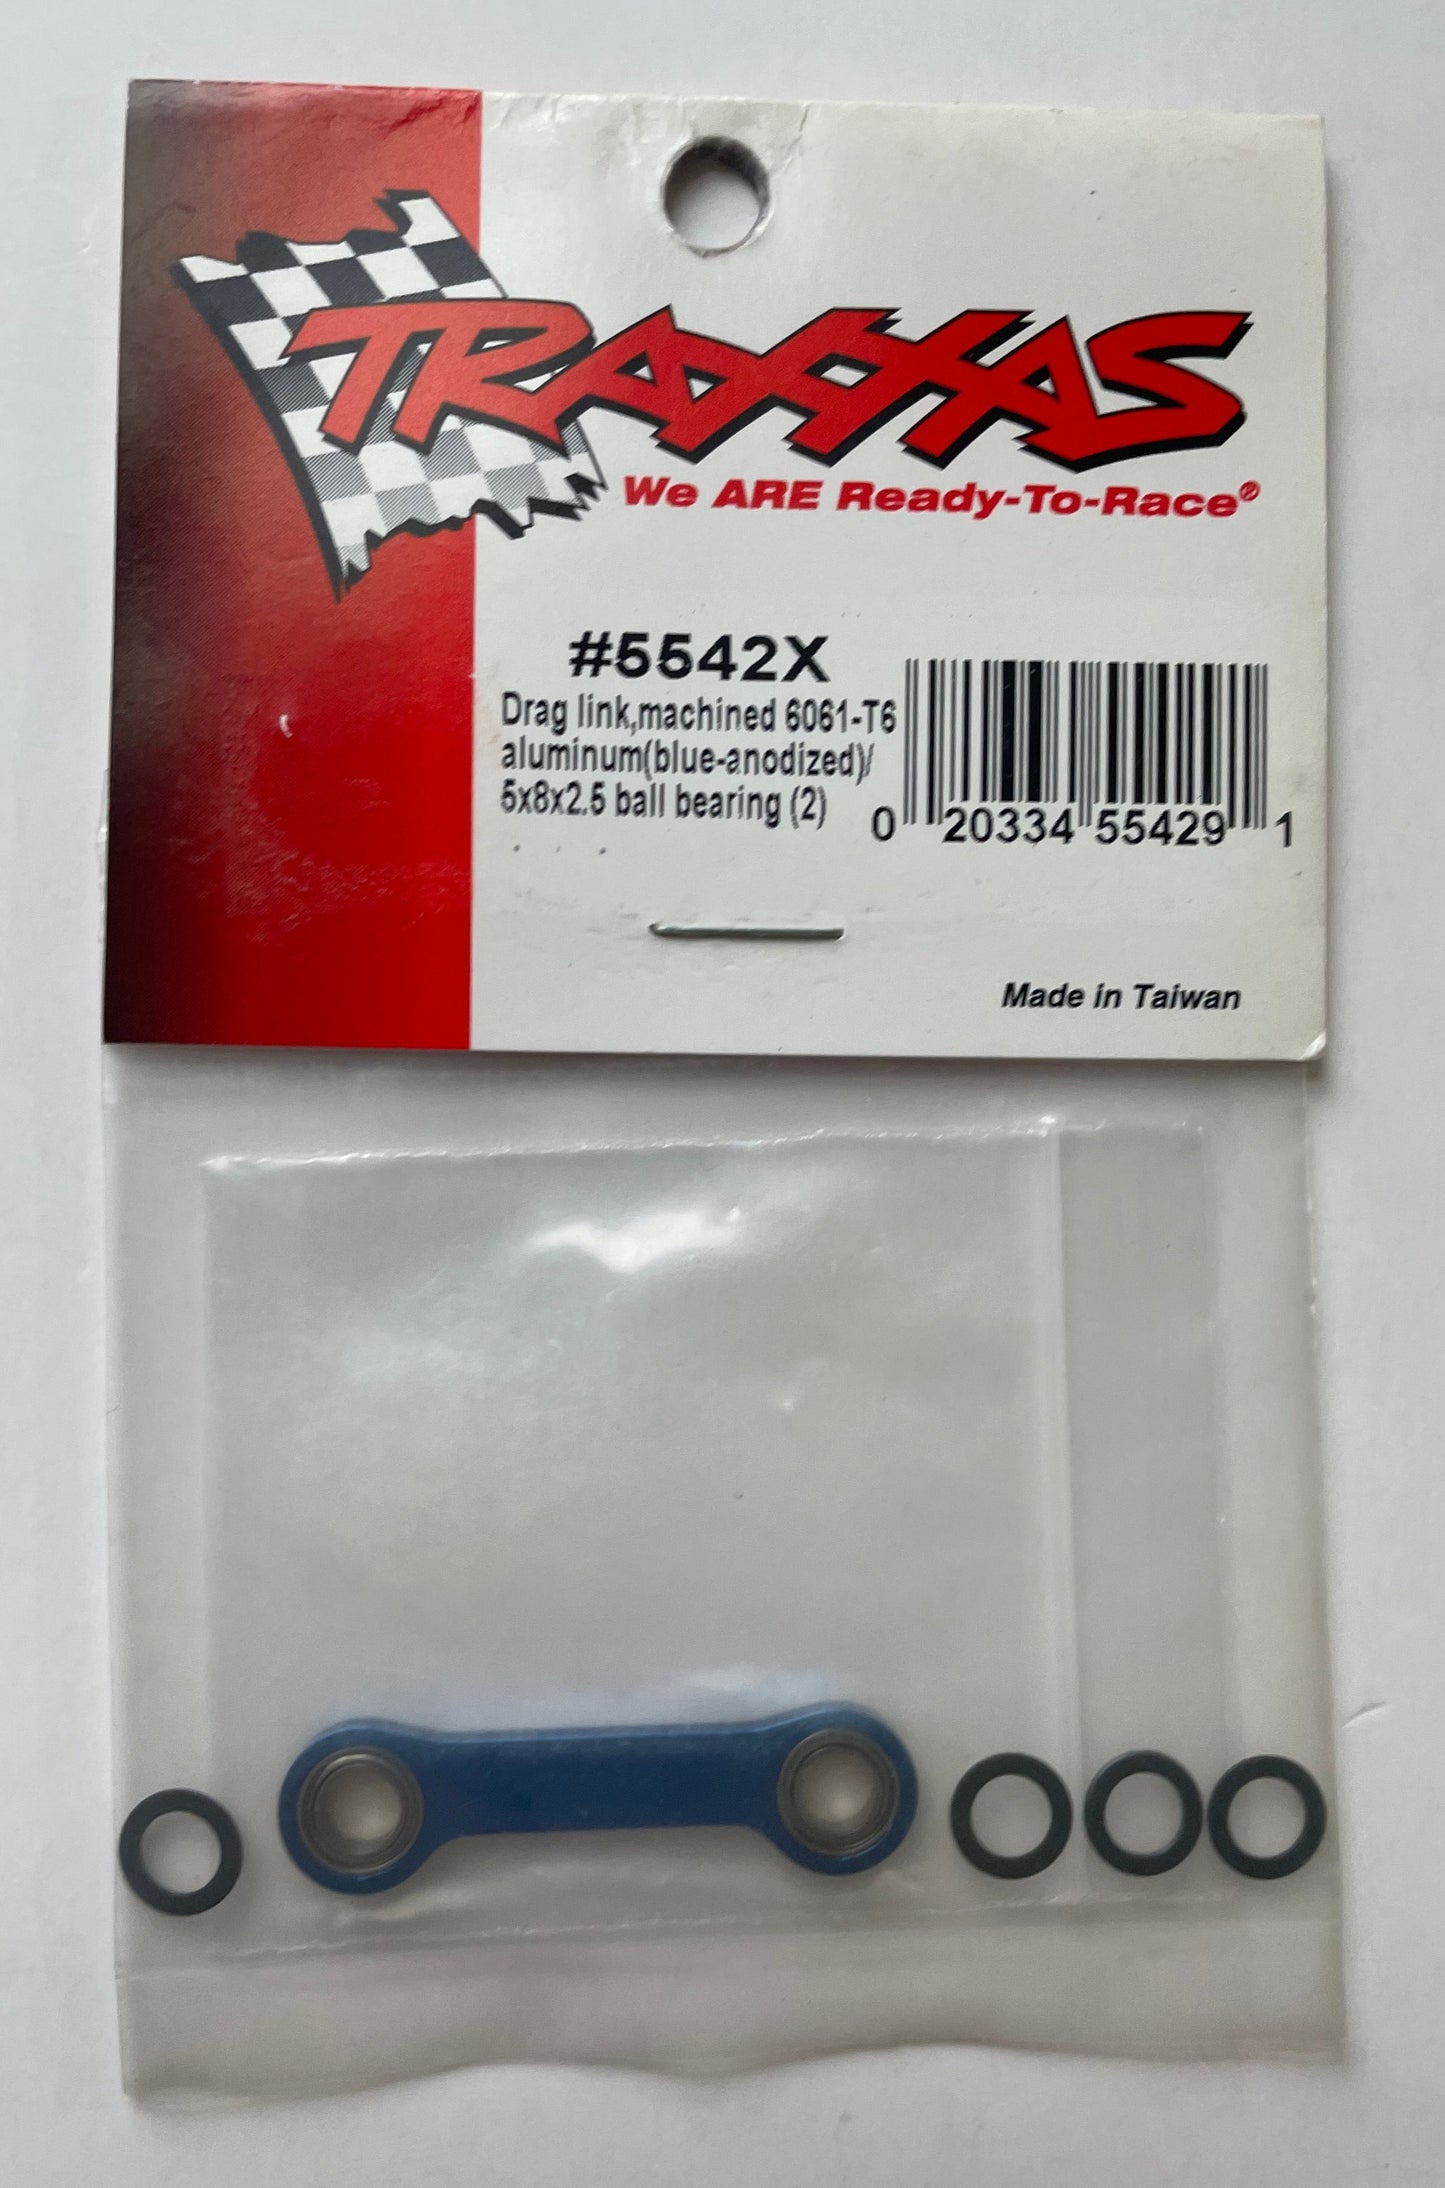 TRAXXAS
We ARE Ready-To-Race®
#5542X
Drag link,machined 6061-T6
aluminum(blue-anodized)/
5x8x2.5 ball bearing (2)
0 20334 55429 1
Made in Taiwan